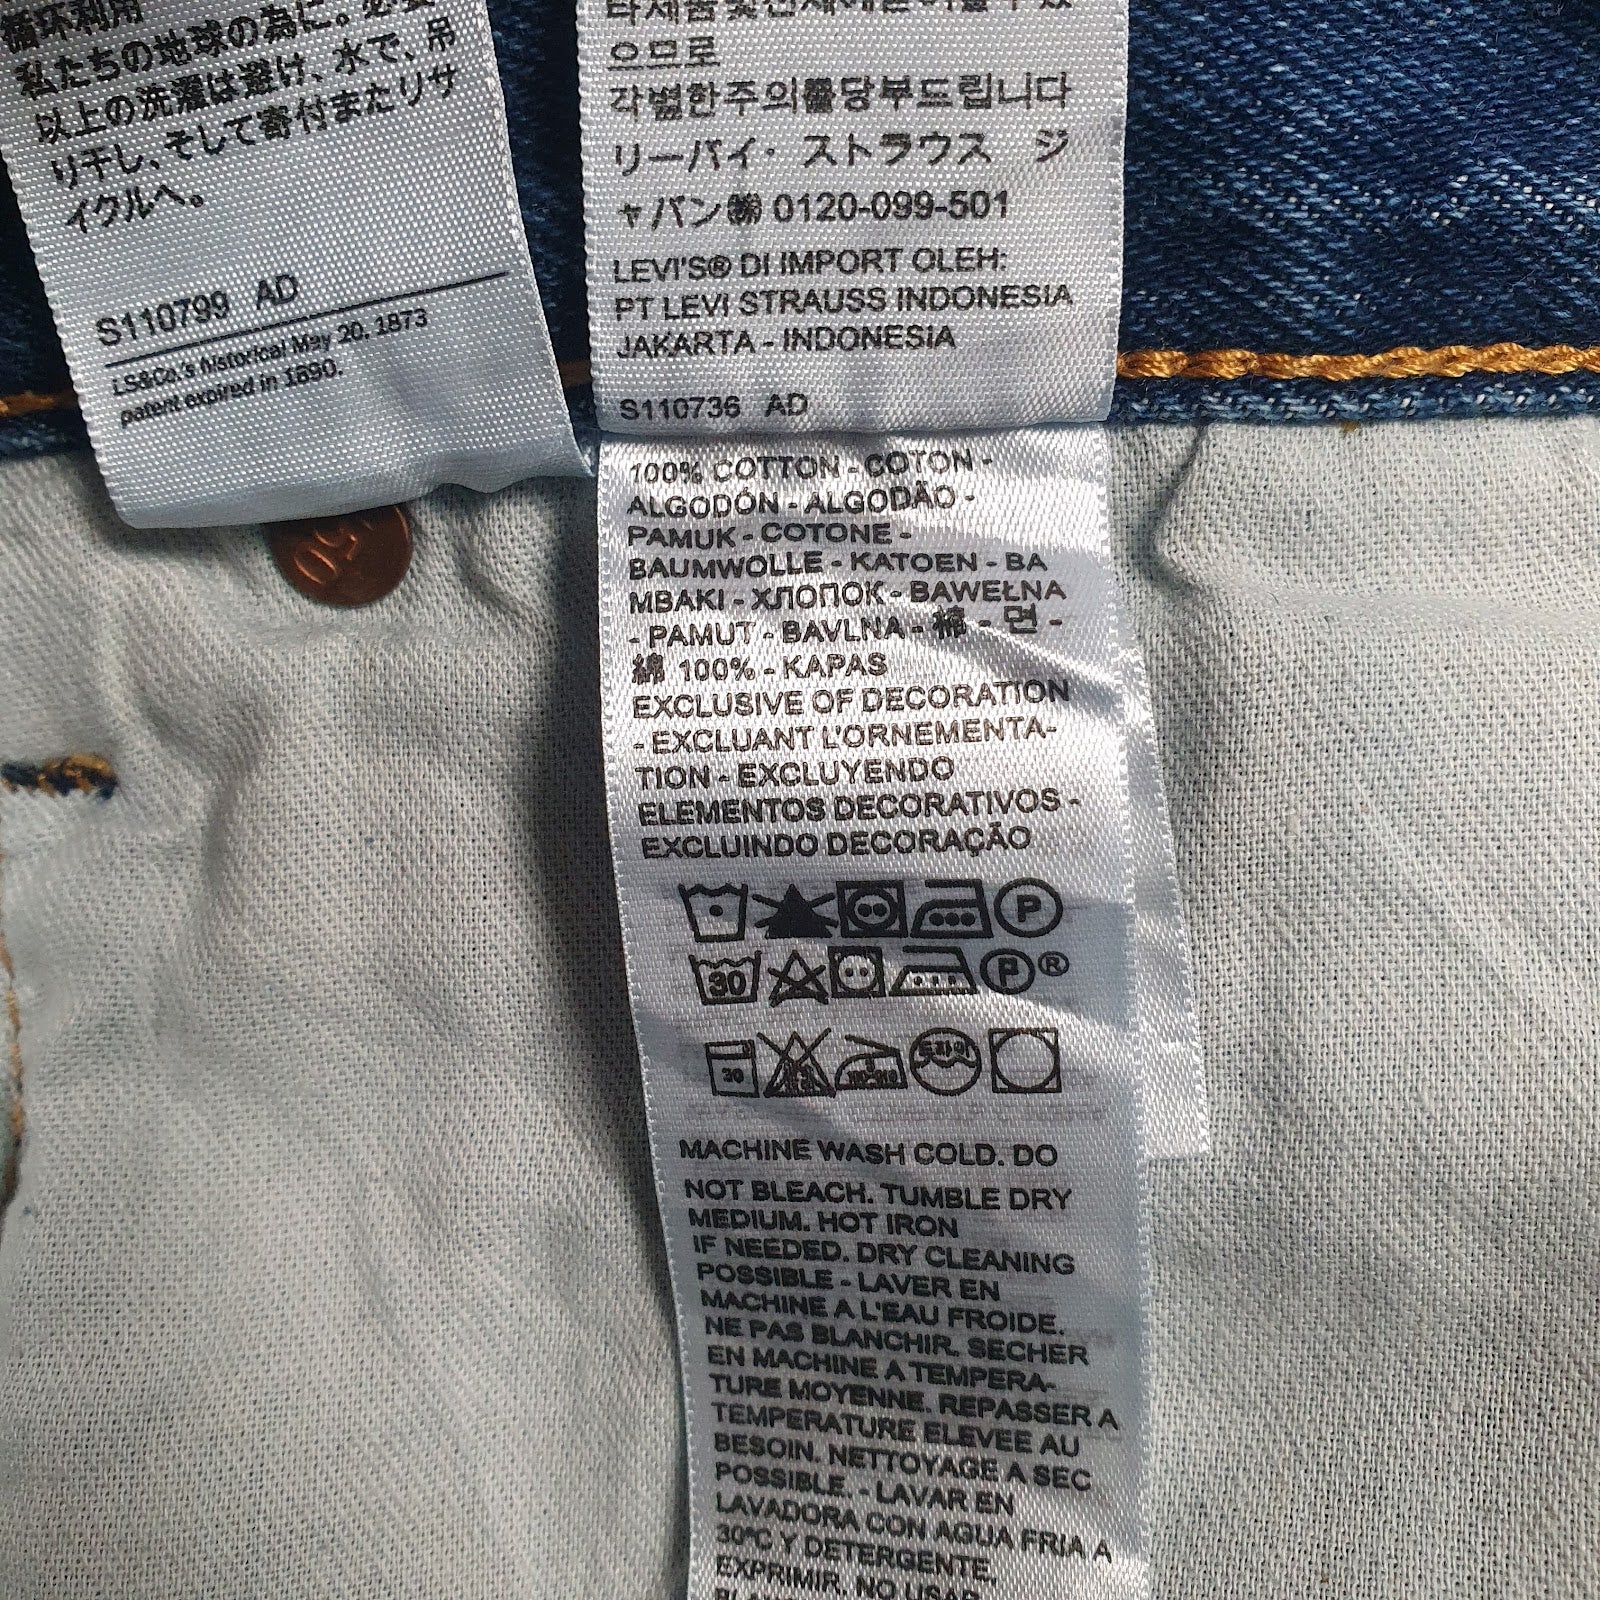 循环利用
私たちの地球の為に。必要
以上の洗濯は避け、水で、吊
り干し、そして寄付またリサ
イクルへ。
S110799 AD
LS&Co.'s historical May 20, 1873
patent expired in 1890.
으므로
각별한주의를당부드립니다
リーバイ・ストラウス ジ
ャパン㈱ 0120-099-501
LEVI'S® DI IMPORT OLEH:
PT LEVI STRAUSS INDONESIA
JAKARTA - INDONESIA
S110736 AD
50
100% COTTON - COTON -
ALGODÓN - ALGODÃO -
PAMUK - COTONE -
BAUMWOLLE - KATOEN - BA
MBAKI - ХЛОПОК - BAWEŁNA
- PAMUT - BAVLNA - 棉 - 면 -
綿 100% - KAPAS
EXCLUSIVE OF DECORATION
- EXCLUANT L'ORNEMENTA-
TION - EXCLUYENDO
ELEMENTOS DECORATIVOS -
EXCLUINDO DECORAÇÃO
P
30 P ®
30 드라이
MACHINE WASH COLD. DO
NOT BLEACH. TUMBLE DRY
MEDIUM. HOT IRON
IF NEEDED. DRY CLEANING
POSSIBLE - LAVER EN
MACHINE A L'EAU FROIDE.
NE PAS BLANCHIR. SECHER
EN MACHINE A TEMPERA-
TURE MOYENNE. REPASSER A
TEMPERATURE ELEVEE AU
BESOIN. NETTOYAGE A SEC
POSSIBLE. - LAVAR EN
LAVADORA CON AGUA FRIA A
30ºC Y DETERGENTE,
EXPRIMIR. NO USAR